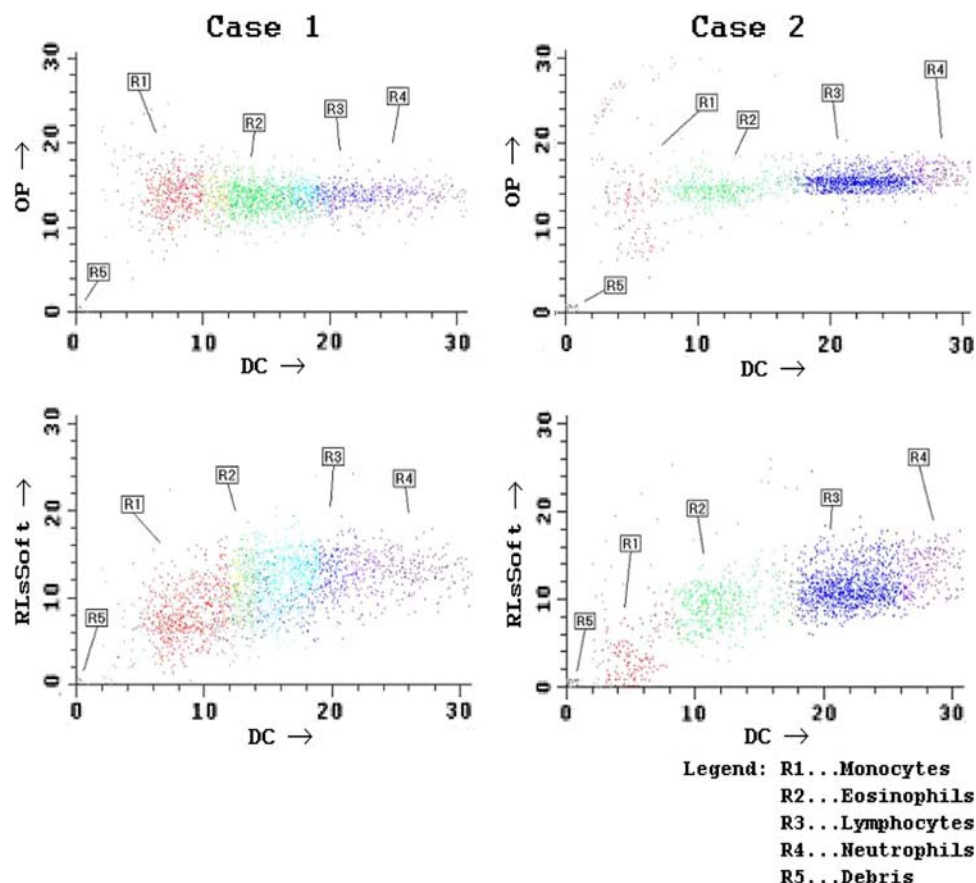 Case 1
Case 2
30
20
10
0
OP →
R1
R2
R3
R4
R5
0 10 20 30
DC →
30
20
10
0
OP →
R1
R2
R3
R4
R5
0 10 20 30
DC →
30
20
10
0
RLsSoft →
R1
R2
R3
R4
R5
0 10 20 30
DC →
30
20
10
0
RLsSoft →
R1
R2
R3
R4
R5
0 10 20 30
DC →
Legend: R1...Monocytes
R2...Eosinophils
R3...Lymphocytes
R4...Neutrophils
R5...Debris